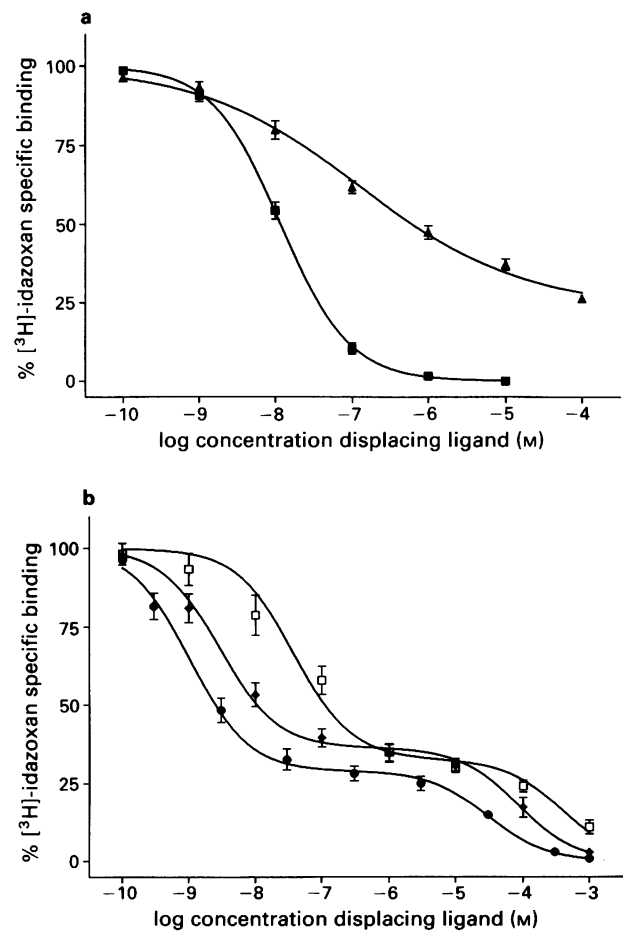 a
% [³H]-idazoxan specific binding
100
75
50
25
0
−10 −9 −8 −7 −6 −5 −4
log concentration displacing ligand (M)
b
% [³H]-idazoxan specific binding
100
75
50
25
0
−10 −9 −8 −7 −6 −5 −4 −3
log concentration displacing ligand (M)